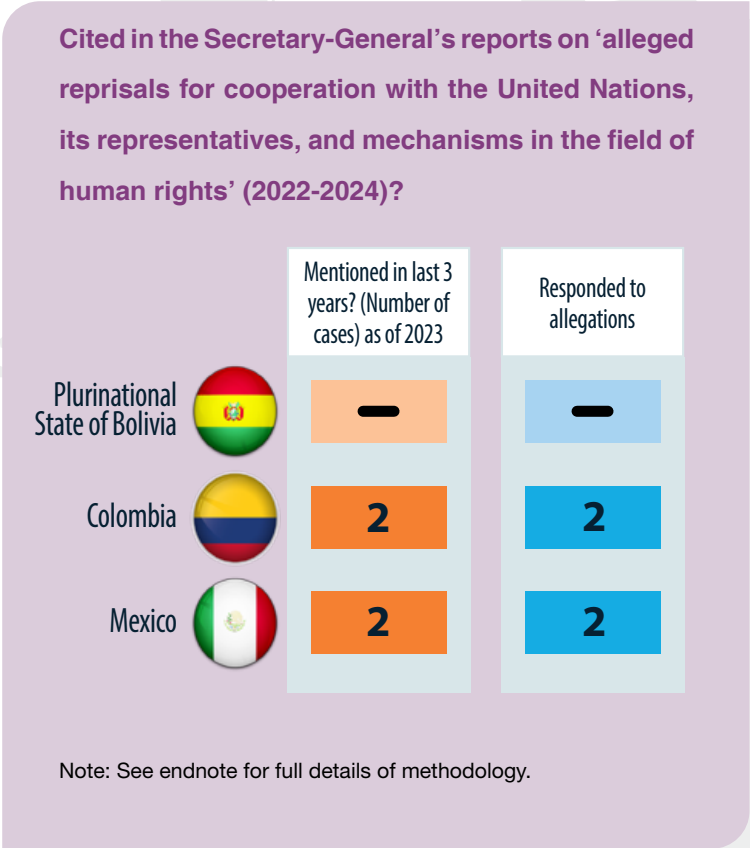 Cited in the Secretary-General’s reports on ‘alleged
reprisals for cooperation with the United Nations,
its representatives, and mechanisms in the field of
human rights’ (2022-2024)?
Mentioned in last 3
years? (Number of
cases) as of 2023
Responded to
allegations
Plurinational
State of Bolivia
–
–
Colombia
2
2
Mexico
2
2
Note: See endnote for full details of methodology.